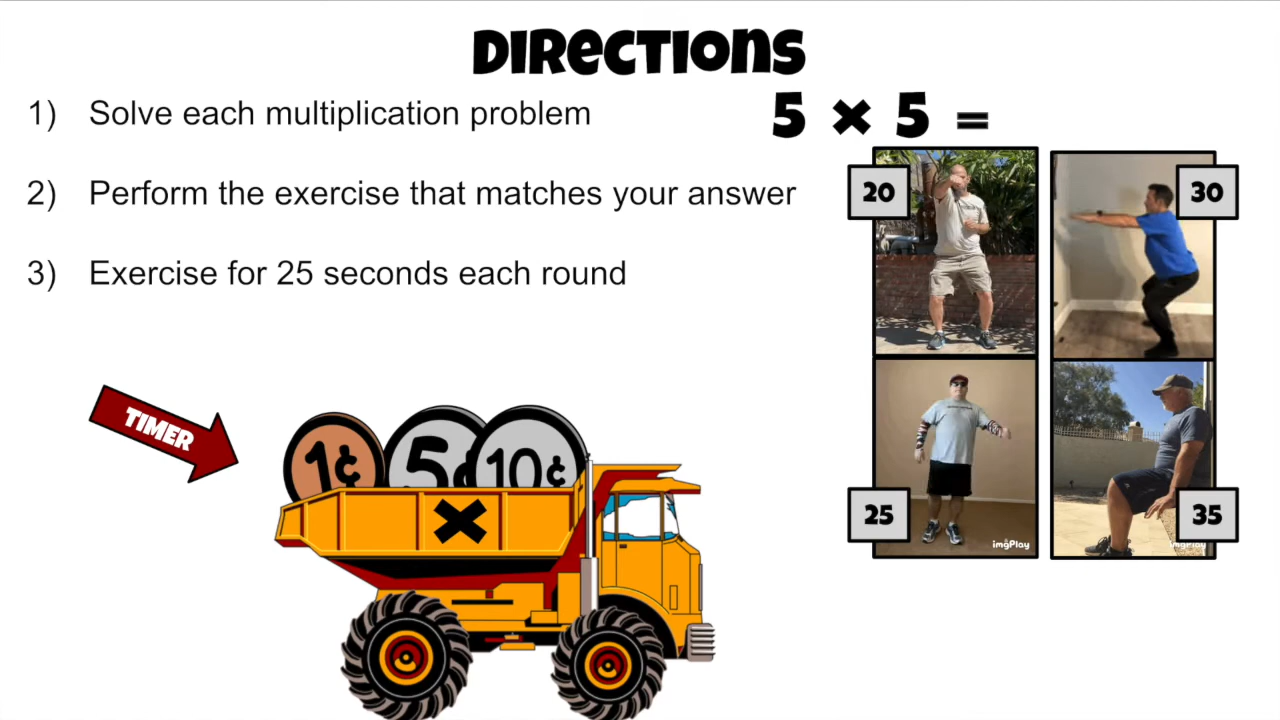 DIRECTIONS
1) Solve each multiplication problem
2) Perform the exercise that matches your answer
3) Exercise for 25 seconds each round
5 × 5 =
20
30
25
35
imgPlay
imgPlay
TIMER
1¢
5¢
10¢
×